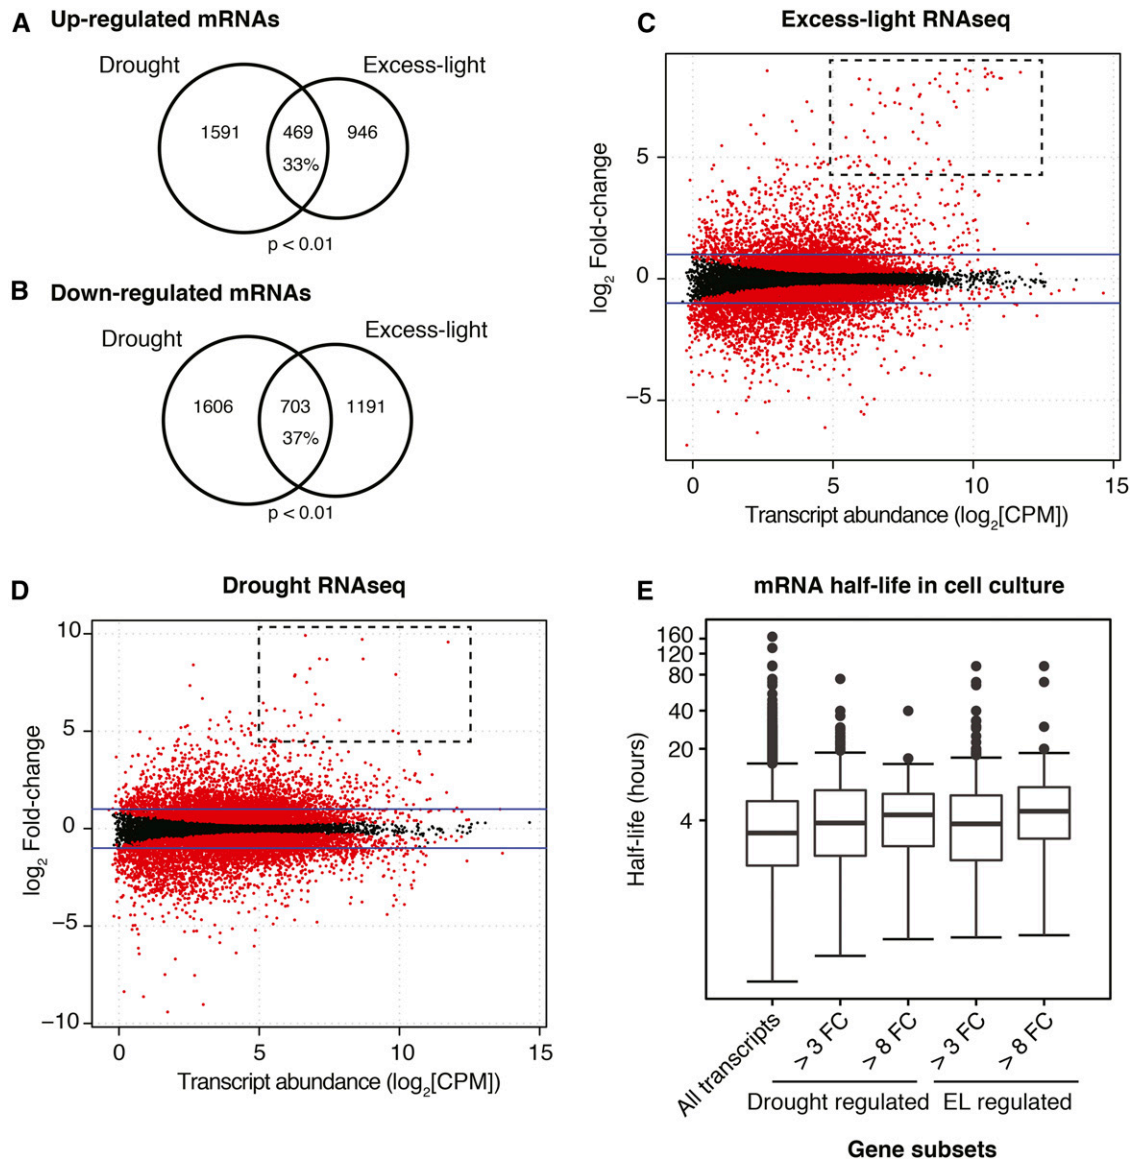 A Up-regulated mRNAs
Drought
Excess-light
1591
469
946
33%
p < 0.01
B Down-regulated mRNAs
Drought
Excess-light
1606
703
1191
37%
p < 0.01
C Excess-light RNAseq
log2 Fold-change
5
0
−5
0
5
10
15
Transcript abundance (log2[CPM])
D Drought RNAseq
log2 Fold-change
10
5
0
−5
−10
0
5
10
15
Transcript abundance (log2[CPM])
E mRNA half-life in cell culture
Half-life (hours)
160
120
80
40
20
4
All transcripts
> 3 FC
> 8 FC
> 3 FC
> 8 FC
Drought regulated
EL regulated
Gene subsets